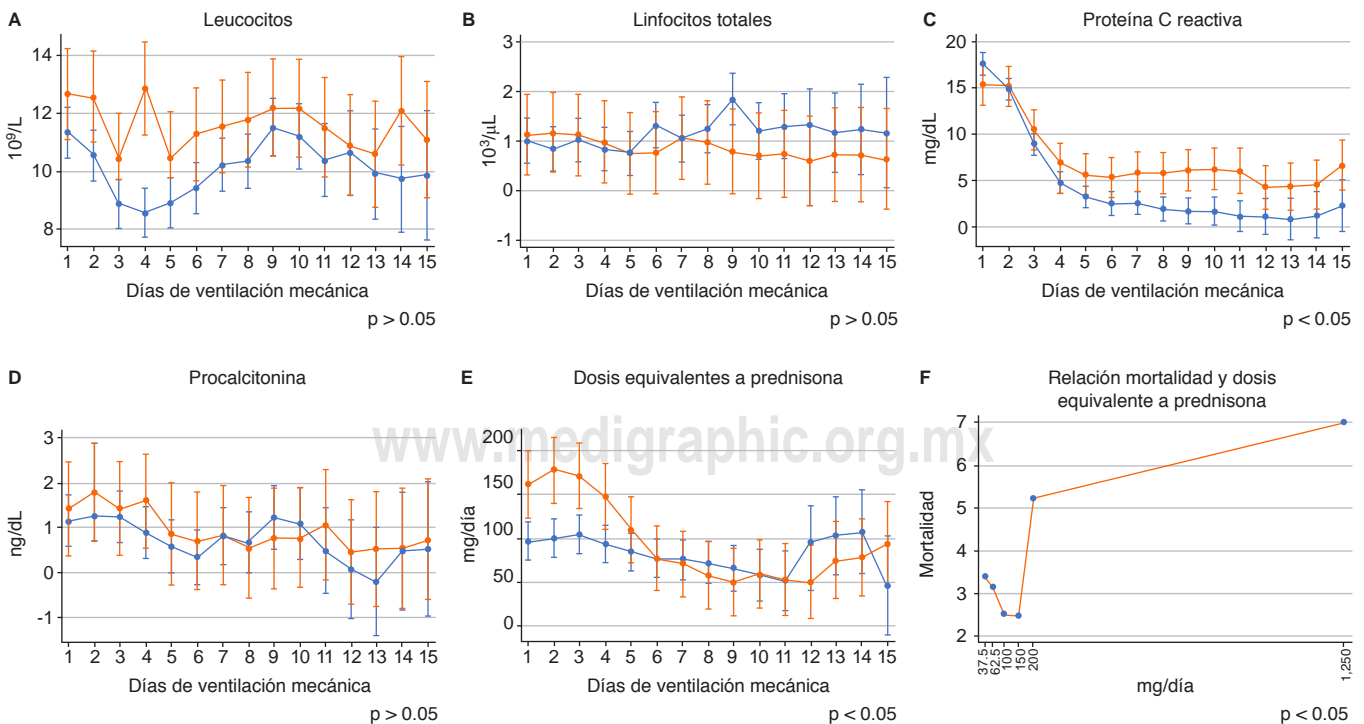 A
Leucocitos
10⁹/L
14
12
10
8
1 2 3 4 5 6 7 8 9 10 11 12 13 14 15
Días de ventilación mecánica
p > 0.05
B
Linfocitos totales
10³/μL
3
2
1
0
-1
1 2 3 4 5 6 7 8 9 10 11 12 13 14 15
Días de ventilación mecánica
p > 0.05
C
Proteína C reactiva
mg/dL
20
15
10
5
0
1 2 3 4 5 6 7 8 9 10 11 12 13 14 15
Días de ventilación mecánica
p < 0.05
www.medigraphic.org.mx
D
Procalcitonina
ng/dL
3
2
1
0
-1
1 2 3 4 5 6 7 8 9 10 11 12 13 14 15
Días de ventilación mecánica
p > 0.05
E
Dosis equivalentes a prednisona
mg/día
200
150
100
50
0
1 2 3 4 5 6 7 8 9 10 11 12 13 14 15
Días de ventilación mecánica
p < 0.05
F
Relación mortalidad y dosis
equivalente a prednisona
Mortalidad
7
6
5
4
3
2
37.5 62.5 100 150 200 1,250
mg/día
p < 0.05